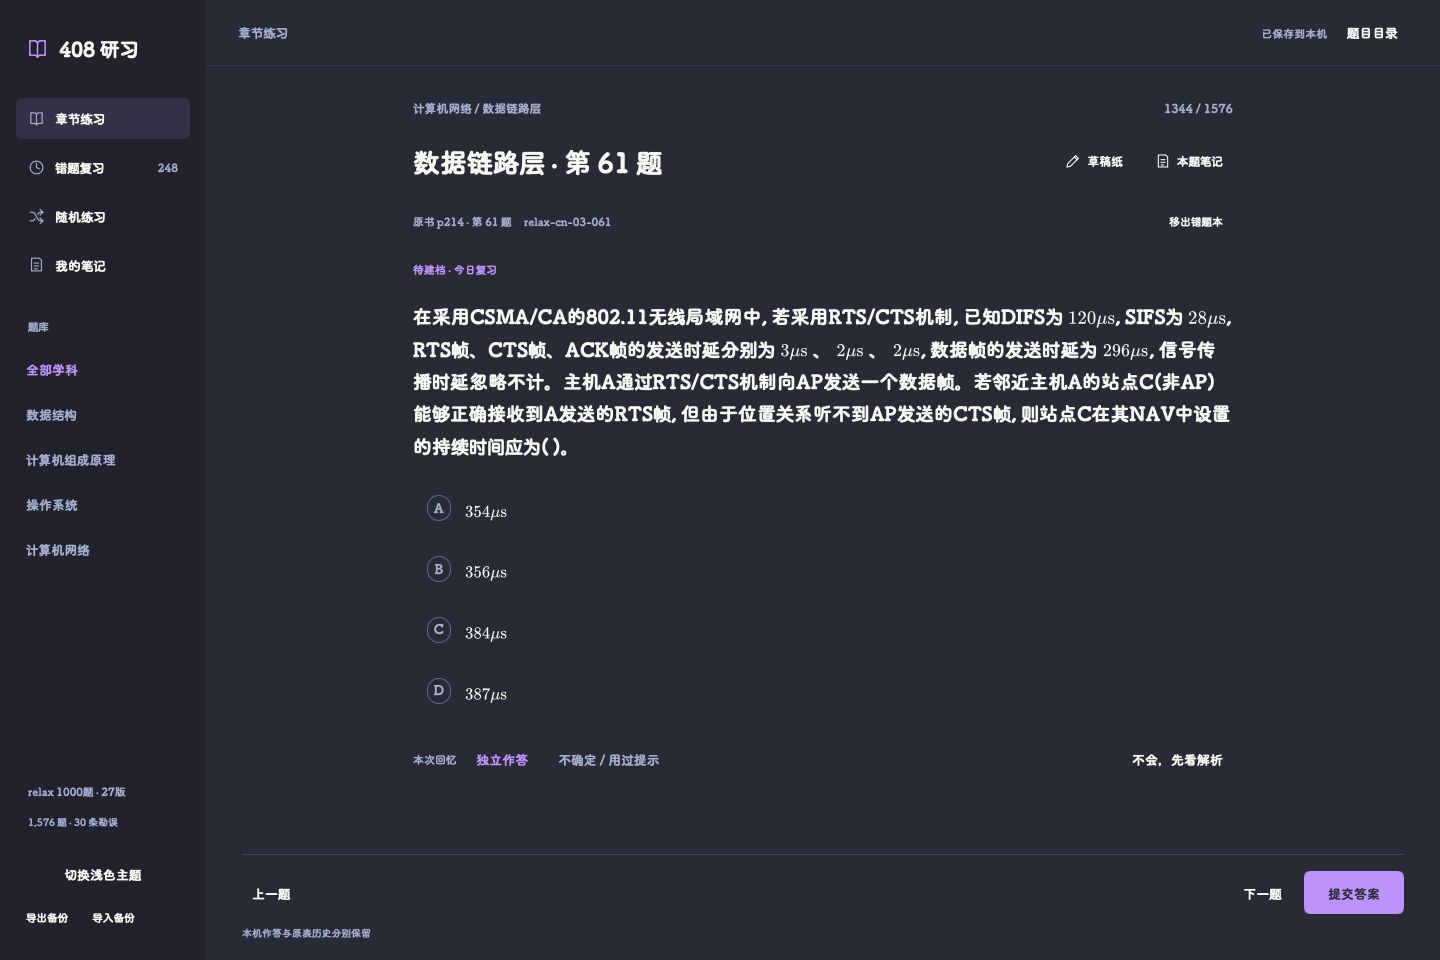 408 研习
章节练习
错题复习 248
随机练习
我的笔记
题库
全部学科
数据结构
计算机组成原理
操作系统
计算机网络
relax 1000题 · 27版
1,576 题 · 30 条勘误
切换浅色主题
导出备份 导入备份
章节练习
已保存到本机 题目目录
计算机网络 / 数据链路层
1344 / 1576
数据链路层 · 第 61 题
草稿纸 本题笔记
原书 p214 · 第 61 题 relax-cn-03-061
移出错题本
待建档 · 今日复习
在采用CSMA/CA的802.11无线局域网中, 若采用RTS/CTS机制, 已知DIFS为 120μs, SIFS为 28μs,
RTS帧、CTS帧、ACK帧的发送时延分别为 3μs 、 2μs 、 2μs, 数据帧的发送时延为 296μs, 信号传
播时延忽略不计。主机A通过RTS/CTS机制向AP发送一个数据帧。若邻近主机A的站点C(非AP)
能够正确接收到A发送的RTS帧, 但由于位置关系听不到AP发送的CTS帧, 则站点C在其NAV中设置
的持续时间应为( )。
A 354μs
B 356μs
C 384μs
D 387μs
本次回忆 独立作答 不确定 / 用过提示
不会，先看解析
上一题
下一题 提交答案
本机作答与原表历史分别保留